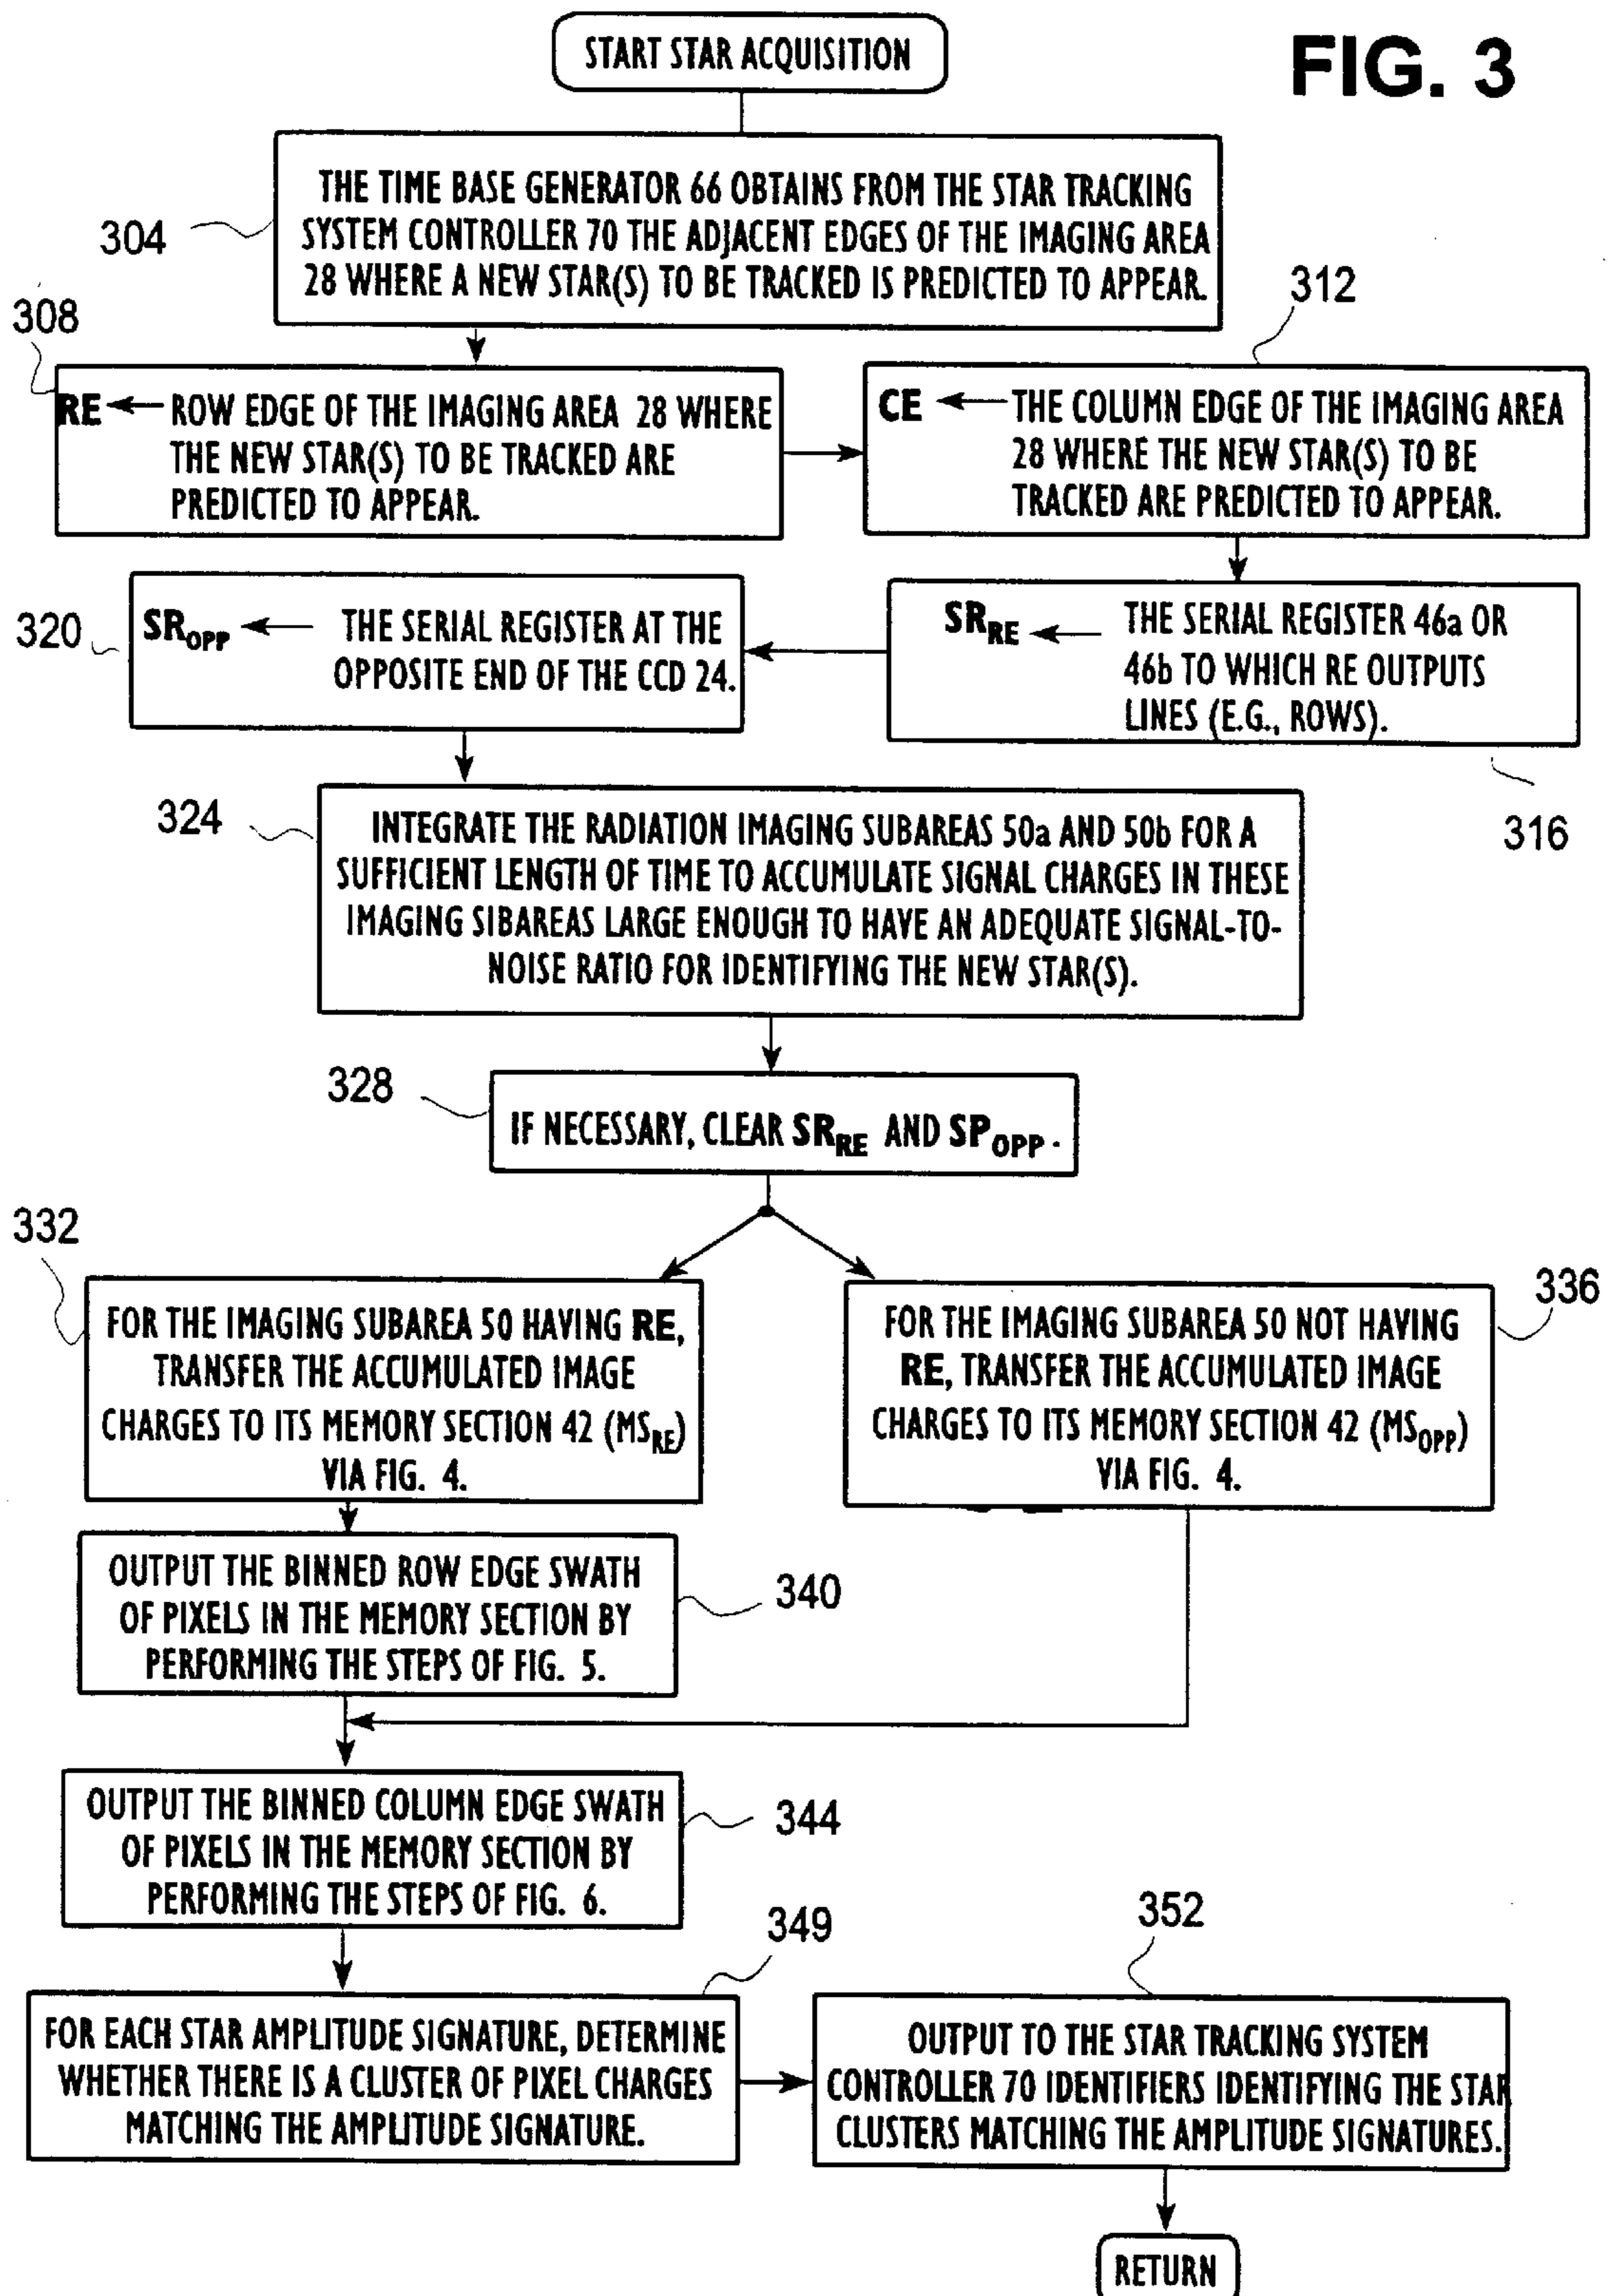 START STAR ACQUISITION
FIG. 3
304
THE TIME BASE GENERATOR 66 OBTAINS FROM THE STAR TRACKING
SYSTEM CONTROLLER 70 THE ADJACENT EDGES OF THE IMAGING AREA
28 WHERE A NEW STAR(S) TO BE TRACKED IS PREDICTED TO APPEAR.
308
RE ← ROW EDGE OF THE IMAGING AREA 28 WHERE
THE NEW STAR(S) TO BE TRACKED ARE
PREDICTED TO APPEAR.
312
CE ← THE COLUMN EDGE OF THE IMAGING AREA
28 WHERE THE NEW STAR(S) TO BE
TRACKED ARE PREDICTED TO APPEAR.
316
SRRE ← THE SERIAL REGISTER 46a OR
46b TO WHICH RE OUTPUTS
LINES (E.G., ROWS).
320
SROPP ← THE SERIAL REGISTER AT THE
OPPOSITE END OF THE CCD 24.
324
INTEGRATE THE RADIATION IMAGING SUBAREAS 50a AND 50b FOR A
SUFFICIENT LENGTH OF TIME TO ACCUMULATE SIGNAL CHARGES IN THESE
IMAGING SIBAREAS LARGE ENOUGH TO HAVE AN ADEQUATE SIGNAL-TO-
NOISE RATIO FOR IDENTIFYING THE NEW STAR(S).
328
IF NECESSARY, CLEAR SRRE AND SPOPP.
332
FOR THE IMAGING SUBAREA 50 HAVING RE,
TRANSFER THE ACCUMULATED IMAGE
CHARGES TO ITS MEMORY SECTION 42 (MSRE)
VIA FIG. 4.
336
FOR THE IMAGING SUBAREA 50 NOT HAVING
RE, TRANSFER THE ACCUMULATED IMAGE
CHARGES TO ITS MEMORY SECTION 42 (MSOPP)
VIA FIG. 4.
340
OUTPUT THE BINNED ROW EDGE SWATH
OF PIXELS IN THE MEMORY SECTION BY
PERFORMING THE STEPS OF FIG. 5.
344
OUTPUT THE BINNED COLUMN EDGE SWATH
OF PIXELS IN THE MEMORY SECTION BY
PERFORMING THE STEPS OF FIG. 6.
349
FOR EACH STAR AMPLITUDE SIGNATURE, DETERMINE
WHETHER THERE IS A CLUSTER OF PIXEL CHARGES
MATCHING THE AMPLITUDE SIGNATURE.
352
OUTPUT TO THE STAR TRACKING SYSTEM
CONTROLLER 70 IDENTIFIERS IDENTIFYING THE STAR
CLUSTERS MATCHING THE AMPLITUDE SIGNATURES.
RETURN